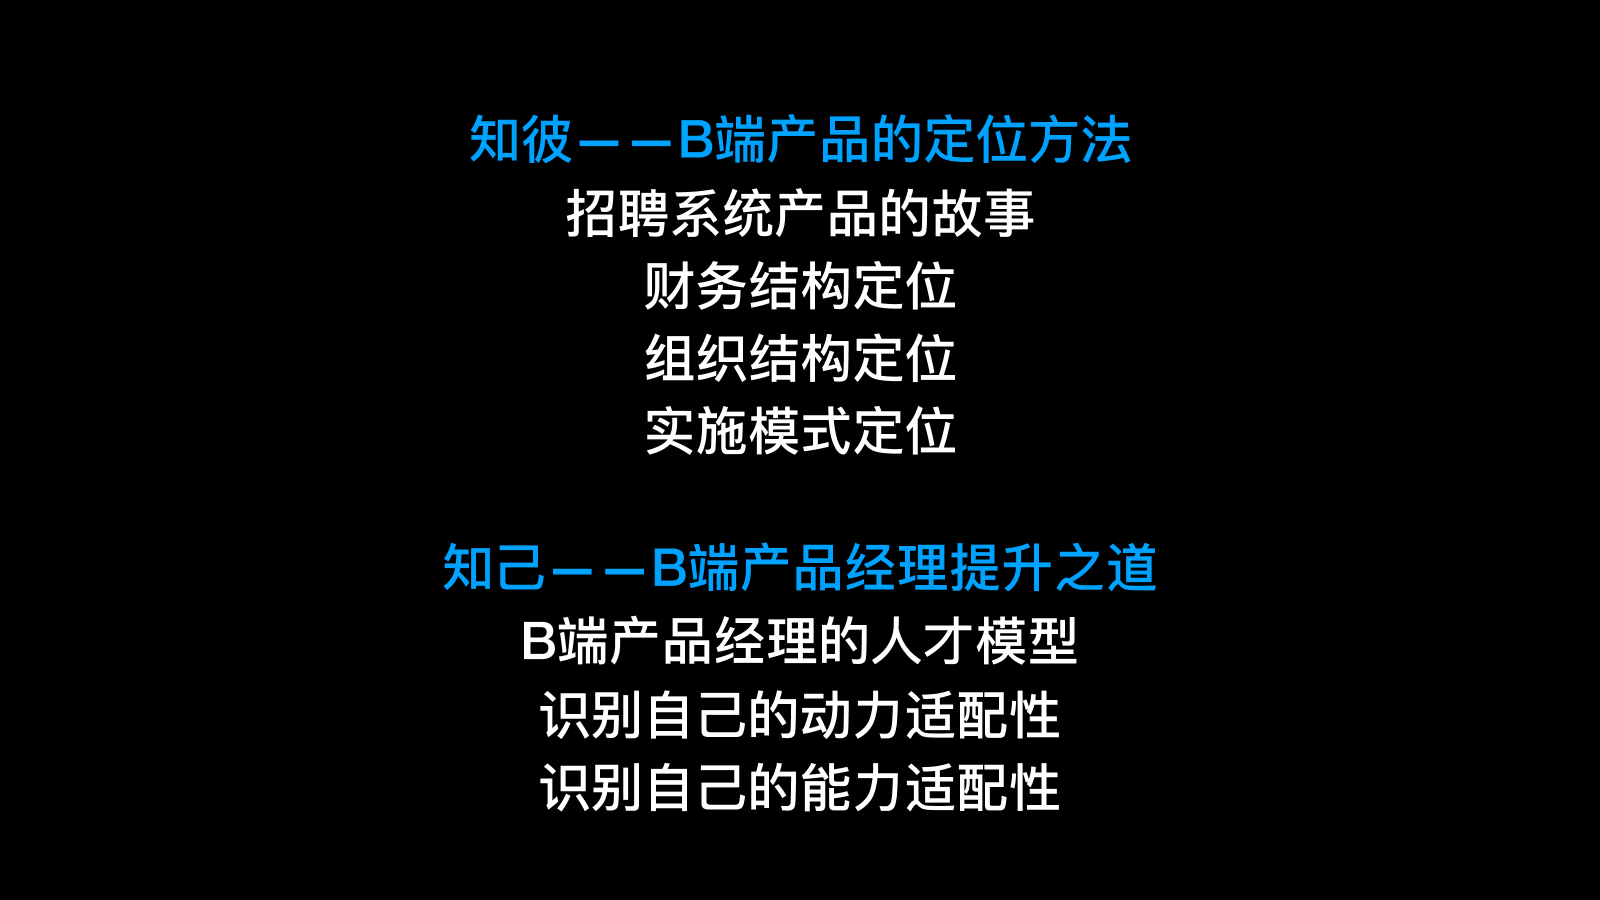 知彼——B端产品的定位方法
招聘系统产品的故事
财务结构定位
组织结构定位
实施模式定位
知己——B端产品经理提升之道
B端产品经理的人才模型
识别自己的动力适配性
识别自己的能力适配性